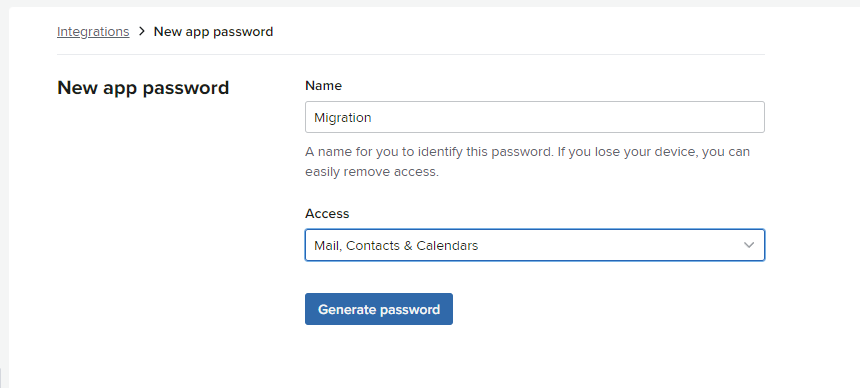 Integrations > New app password
New app password
Name
Migration
A name for you to identify this password. If you lose your device, you can
easily remove access.
Access
Mail, Contacts & Calendars
Generate password